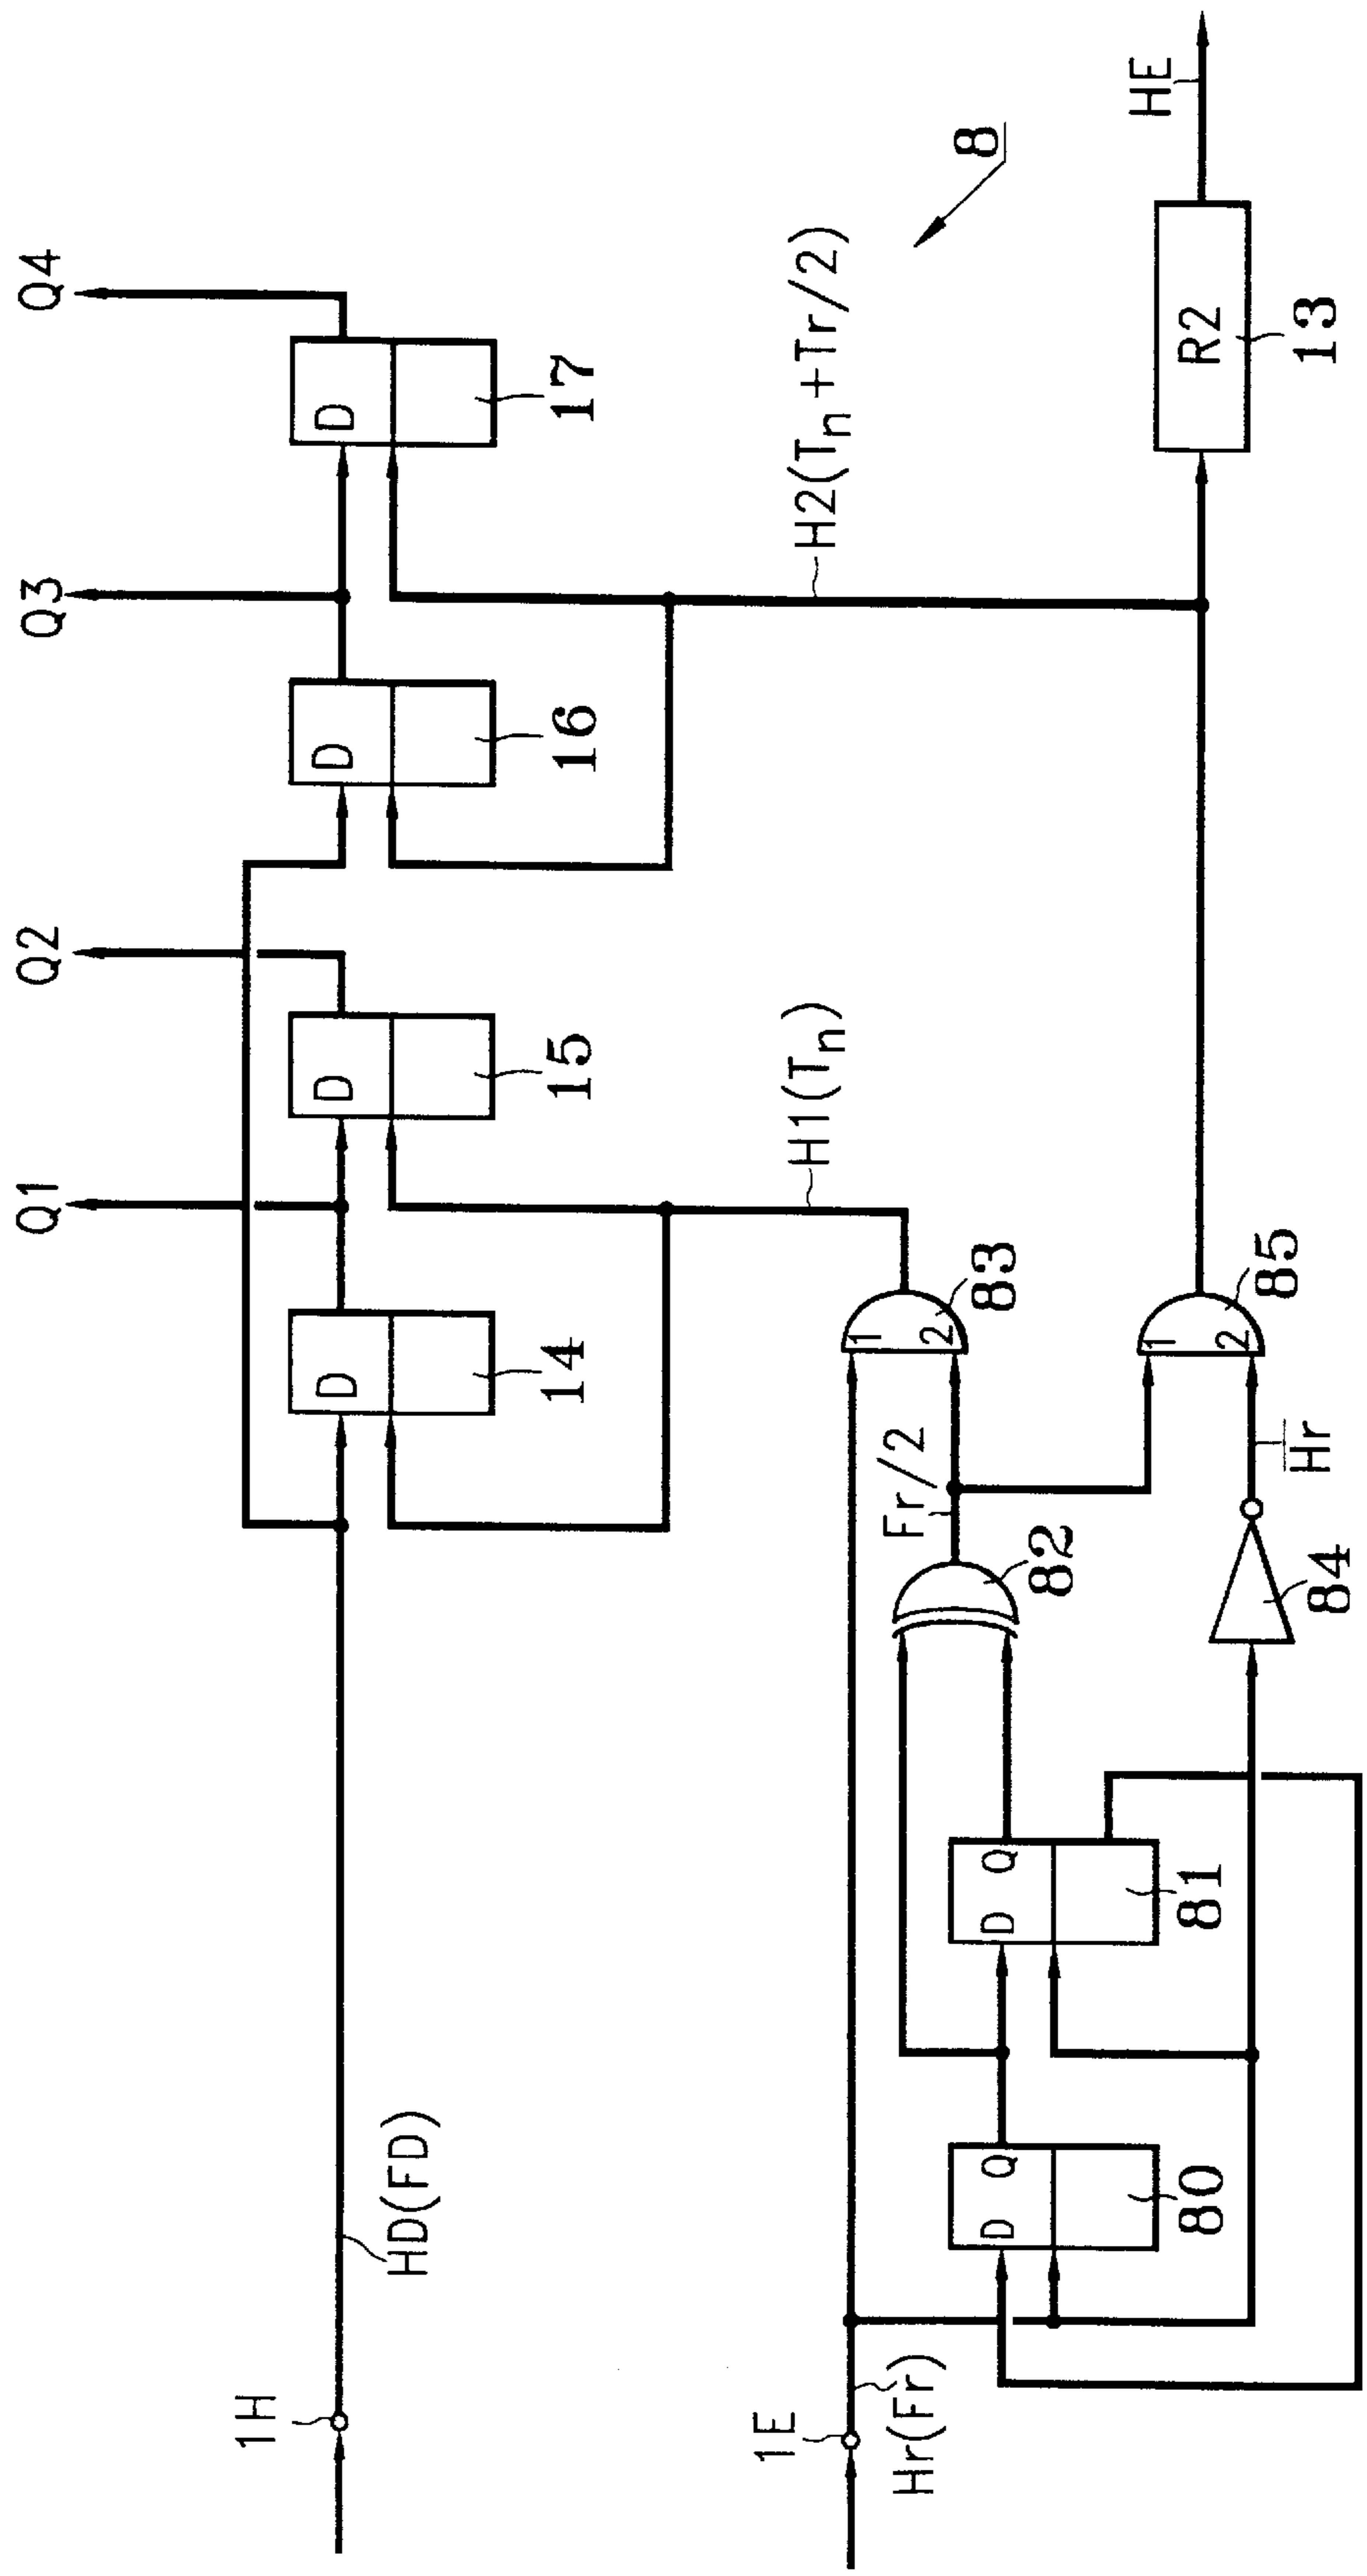 Q1
Q2
Q3
Q4
1H
HD(FD)
D
14
D
15
D
16
D
17
H1(Tn)
H2(Tn+Tr/2)
8
1E
Hr(Fr)
D Q
80
D Q
81
82
Fr/2
1
2
83
84
H̅r̅
1
2
85
R2
13
HE